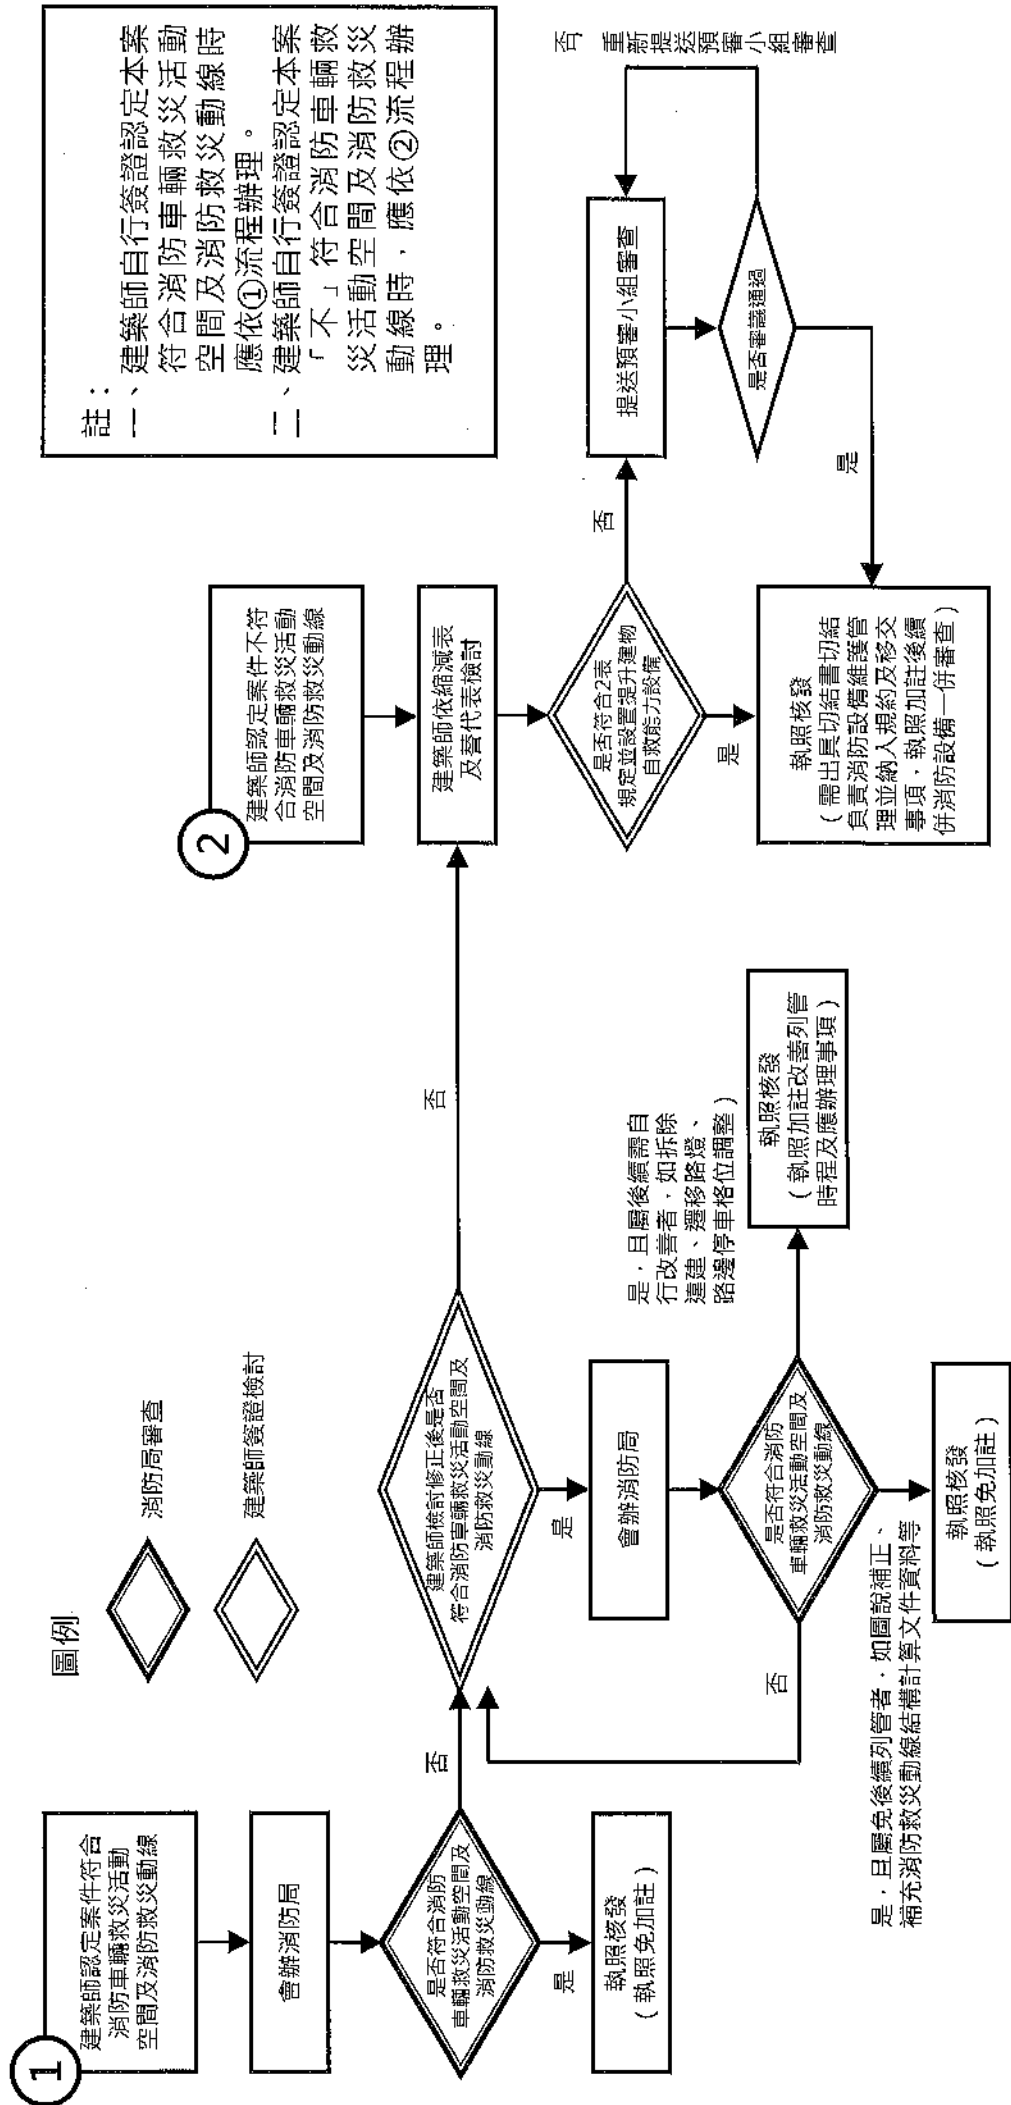 註：
一、建築師自行簽證認定本案
符合消防車輛救災活動
空間及消防救災動線時
應依①流程辦理。
二、建築師自行簽證認定本案
「不」符合消防車輛救
災活動空間及消防救災
動線時，應依②流程辦
理。
圖例
消防局審查
建築師簽證檢討
1
建築師認定案件符合
消防車輛救災活動
空間及消防救災動線
會辦消防局
是否符合消防
車輛救災活動空間及
消防救災動線
是
執照核發
（執照免加註）
否
建築師檢討修正後是否
符合消防車輛救災活動空間及
消防救災動線
是
會辦消防局
是否符合消防
車輛救災活動空間及
消防救災動線
否
是，且屬免後續列管者，如圖說補正、
補充消防救災動線結構計算文件資料等
執照核發
（執照免加註）
是，且屬後續需自
行改善者，如拆除
違建、遷移路燈、
路邊停車格位調整）
執照核發
（執照加註改善列管
時程及應辦理事項）
否
2
建築師認定案件不符
合消防車輛救災活動
空間及消防救災動線
建築師依縮減表
及替代表檢討
是否符合2表
規定並設置提升建物
自救能力設備
是
執照核發
（需出具切結書切結
負責消防設備維護管
理並納入規約及移交
事項，執照加註後續
併消防設備一併審查）
否
提送預審小組審查
是否審議通過
是
否，重新提送預審小組審查